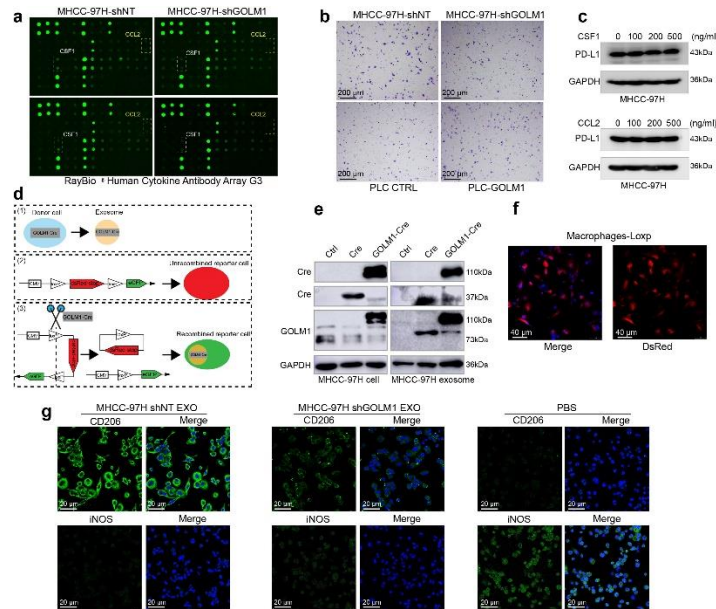 a
MHCC-97H-shNT
MHCC-97H-shGOLM1
CSF1
CCL2
CSF1
CCL2
CSF1
CCL2
CSF1
CCL2
RayBio Human Cytokine Antibody Array G3
b
MHCC-97H-shNT
MHCC-97H-shGOLM1
200 μm
200 μm
200 μm
200 μm
PLC CTRL
PLC-GOLM1
c
CSF1 0 100 200 500 (ng/ml)
PD-L1 43kDa
GAPDH 36kDa
MHCC-97H
CCL2 0 100 200 500 (ng/ml)
PD-L1 43kDa
GAPDH 36kDa
MHCC-97H
d
(1)
Donor cell
Exosome
GOLM1-Cre
(2)
Unrecombined reporter cell
(3)
GOLM1-Cre
Recombined reporter cell
e
Ctrl
Cre
GOLM1-Cre
Ctrl
Cre
GOLM1-Cre
Cre 110kDa
Cre 37kDa
GOLM1 110kDa
73kDa
GAPDH 36kDa
MHCC-97H cell
MHCC-97H exosome
f
Macrophages-Loxp
40 μm
40 μm
Merge
DsRed
g
MHCC-97H shNT EXO
CD206
Merge
20 μm
20 μm
iNOS
Merge
20 μm
20 μm
MHCC-97H shGOLM1 EXO
CD206
Merge
20 μm
20 μm
iNOS
Merge
20 μm
20 μm
PBS
CD206
Merge
20 μm
20 μm
iNOS
Merge
20 μm
20 μm